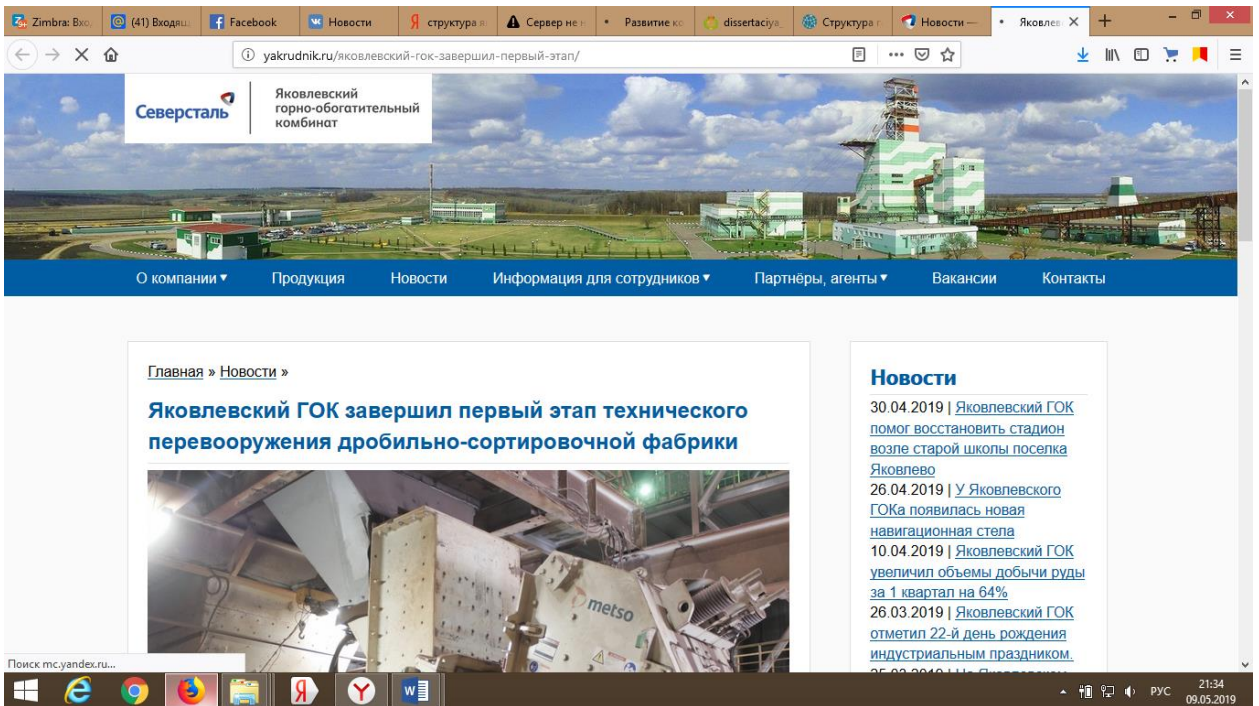 Zimbra: Вхо
(41) Входящ
Facebook
Новости
структура я
Сервер не н
Развитие ко
dissertaciya_
Структура г
Новости —
Яковлев
yakrudnik.ru/яковлевский-гок-завершил-первый-этап/
Северсталь
Яковлевский
горно-обогатительный
комбинат
О компании ▾ Продукция Новости Информация для сотрудников ▾ Партнёры, агенты ▾ Вакансии Контакты
Главная » Новости »
Яковлевский ГОК завершил первый этап технического
перевооружения дробильно-сортировочной фабрики
metso
Новости
30.04.2019 | Яковлевский ГОК
помог восстановить стадион
возле старой школы поселка
Яковлево
26.04.2019 | У Яковлевского
ГОКа появилась новая
навигационная стела
10.04.2019 | Яковлевский ГОК
увеличил объемы добычи руды
за 1 квартал на 64%
26.03.2019 | Яковлевский ГОК
отметил 22-й день рождения
индустриальным праздником.
Поиск mc.yandex.ru...
РУС
21:34
09.05.2019